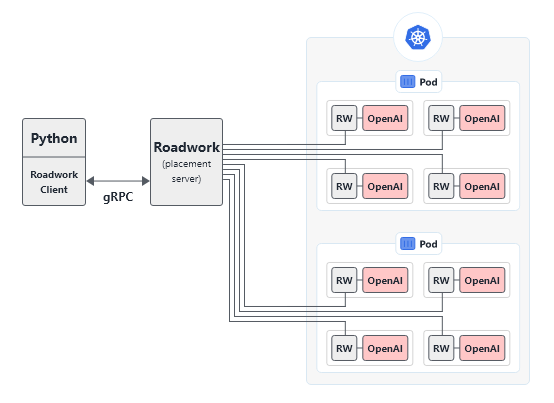 Python
Roadwork
Client
gRPC
Roadwork
(placement
server)
Pod
RW OpenAI RW OpenAI
RW OpenAI RW OpenAI
Pod
RW OpenAI RW OpenAI
RW OpenAI RW OpenAI